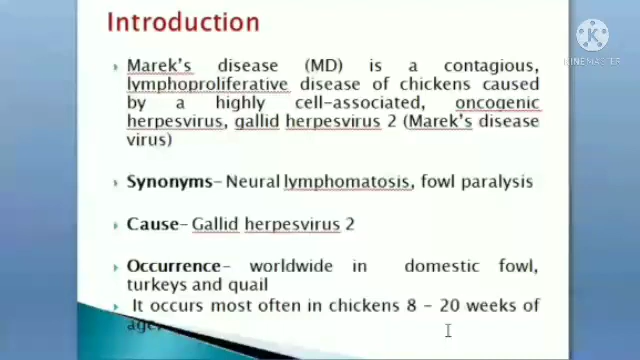 Introduction
KINEMASTER
Marek's disease (MD) is a contagious,
lymphoproliferative disease of chickens caused
by a highly cell-associated, oncogenic
herpesvirus, gallid herpesvirus 2 (Marek's disease
virus)
Synonyms- Neural lymphomatosis, fowl paralysis
Cause- Gallid herpesvirus 2
Occurrence- worldwide in domestic fowl,
turkeys and quail
It occurs most often in chickens 8 - 20 weeks of
age.